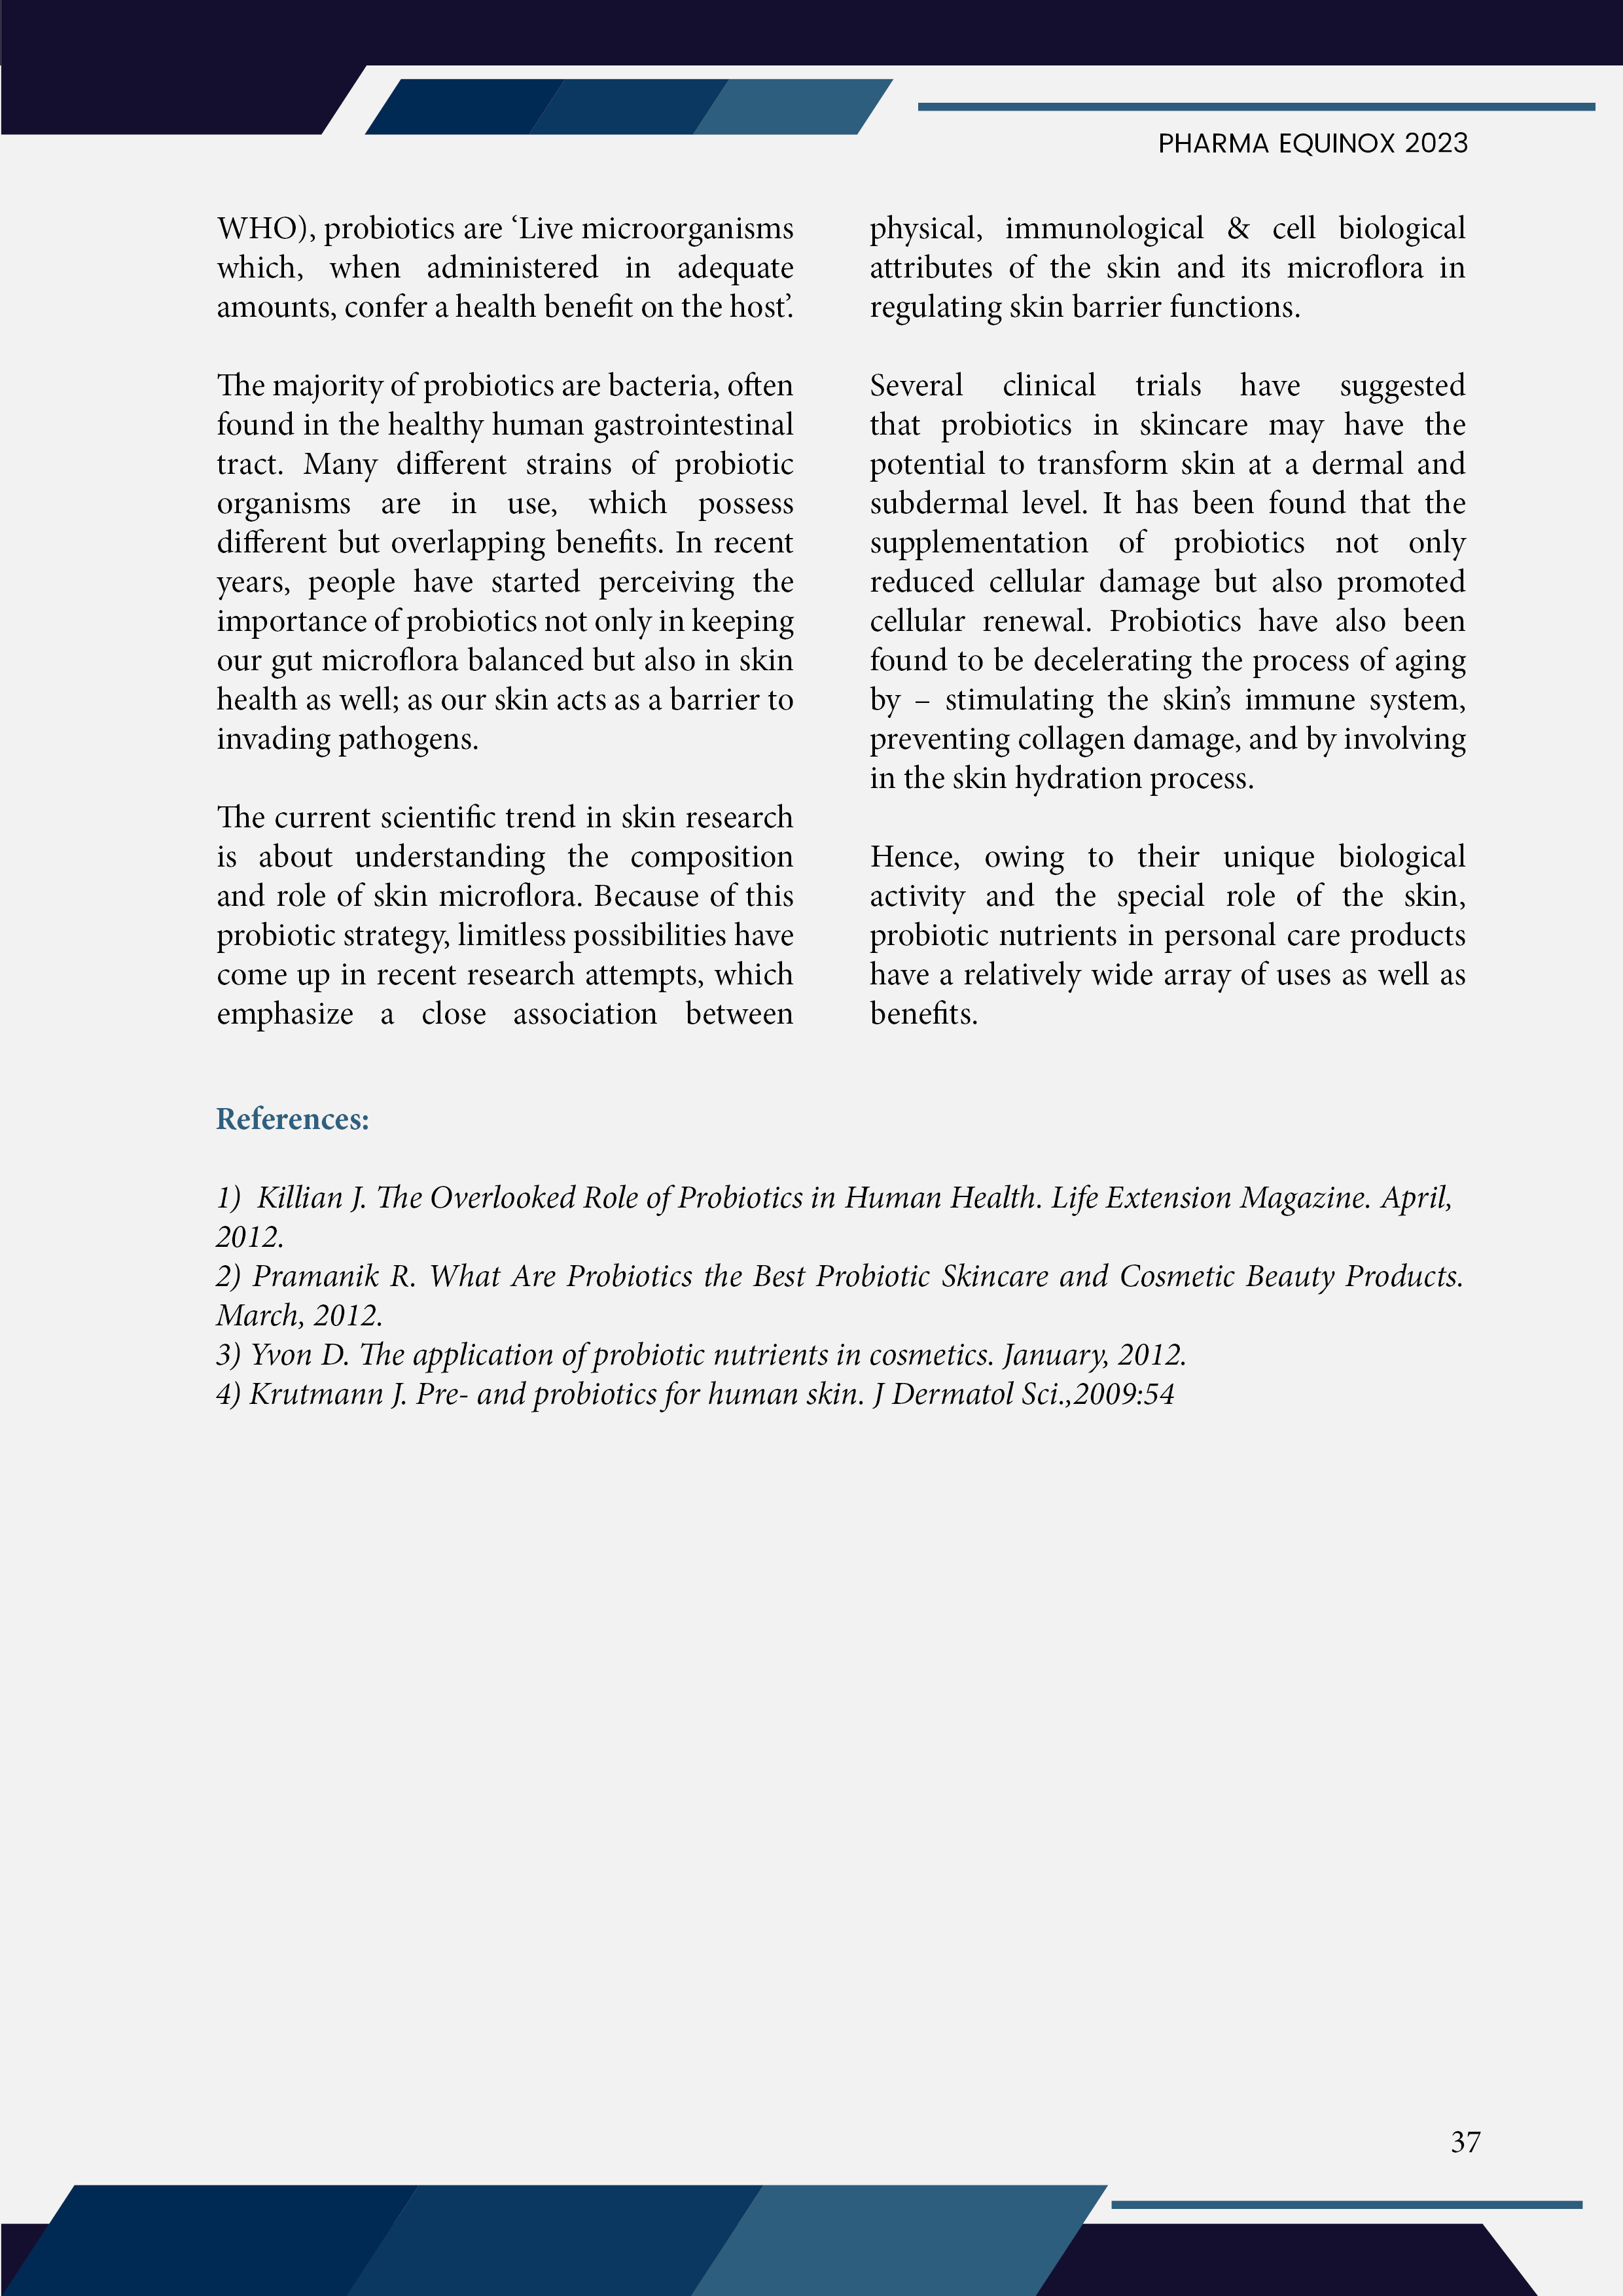 PHARMA EQUINOX 2023
WHO), probiotics are ‘Live microorganisms
which, when administered in adequate
amounts, confer a health benefit on the host’.
The majority of probiotics are bacteria, often
found in the healthy human gastrointestinal
tract. Many different strains of probiotic
organisms are in use, which possess
different but overlapping benefits. In recent
years, people have started perceiving the
importance of probiotics not only in keeping
our gut microflora balanced but also in skin
health as well; as our skin acts as a barrier to
invading pathogens.
The current scientific trend in skin research
is about understanding the composition
and role of skin microflora. Because of this
probiotic strategy, limitless possibilities have
come up in recent research attempts, which
emphasize a close association between
physical, immunological & cell biological
attributes of the skin and its microflora in
regulating skin barrier functions.
Several clinical trials have suggested
that probiotics in skincare may have the
potential to transform skin at a dermal and
subdermal level. It has been found that the
supplementation of probiotics not only
reduced cellular damage but also promoted
cellular renewal. Probiotics have also been
found to be decelerating the process of aging
by – stimulating the skin’s immune system,
preventing collagen damage, and by involving
in the skin hydration process.
Hence, owing to their unique biological
activity and the special role of the skin,
probiotic nutrients in personal care products
have a relatively wide array of uses as well as
benefits.
References:
1) Killian J. The Overlooked Role of Probiotics in Human Health. Life Extension Magazine. April,
2012.
2) Pramanik R. What Are Probiotics the Best Probiotic Skincare and Cosmetic Beauty Products.
March, 2012.
3) Yvon D. The application of probiotic nutrients in cosmetics. January, 2012.
4) Krutmann J. Pre- and probiotics for human skin. J Dermatol Sci.,2009:54
37